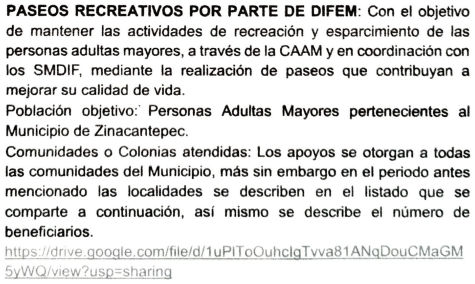 PASEOS RECREATIVOS POR PARTE DE DIFEM: Con el objetivo
de mantener las actividades de recreación y esparcimiento de las
personas adultas mayores, a través de la CAAM y en coordinación con
los SMDIF, mediante la realización de paseos que contribuyan a
mejorar su calidad de vida.
Población objetivo: Personas Adultas Mayores pertenecientes al
Municipio de Zinacantepec.
Comunidades o Colonias atendidas: Los apoyos se otorgan a todas
las comunidades del Municipio, más sin embargo en el periodo antes
mencionado las localidades se describen en el listado que se
comparte a continuación, así mismo se describe el número de
beneficiarios.
https://drive.google.com/file/d/1uPIToOuhclgTvva81ANqDouCMaGM
5yWQ/view?usp=sharing